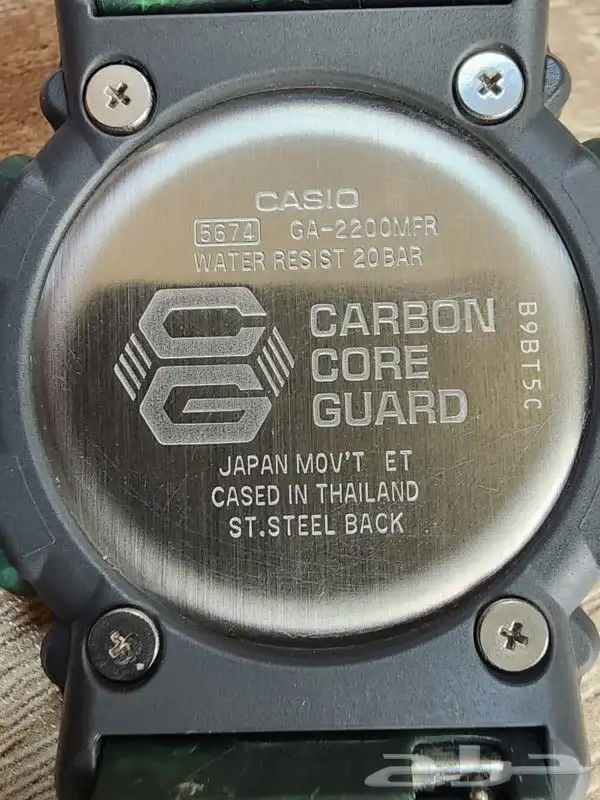 CASIO
5674 GA-2200MFR
WATER RESIST 20BAR
CARBON
CORE
GUARD
B9BT5C
JAPAN MOV'T ET
CASED IN THAILAND
ST.STEEL BACK